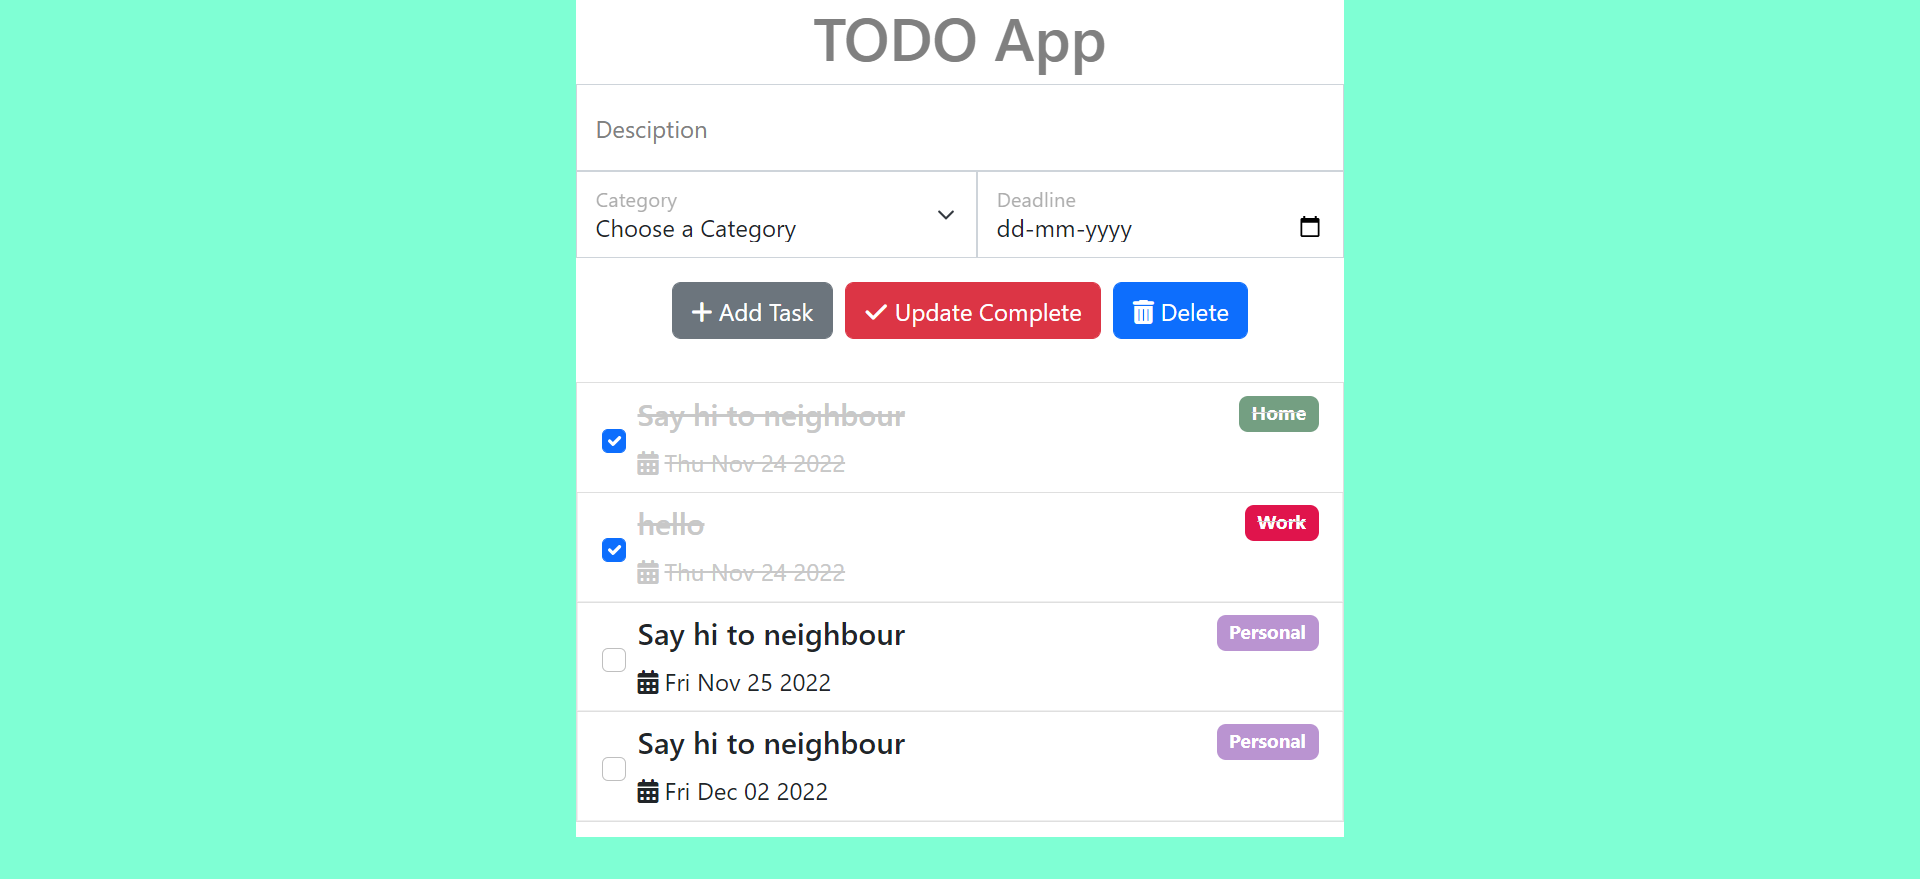 TODO App
Desciption
Category
Choose a Category
Deadline
dd-mm-yyyy
Add Task
Update Complete
Delete
Say hi to neighbour
Home
Thu Nov 24 2022
hello
Work
Thu Nov 24 2022
Say hi to neighbour
Personal
Fri Nov 25 2022
Say hi to neighbour
Personal
Fri Dec 02 2022